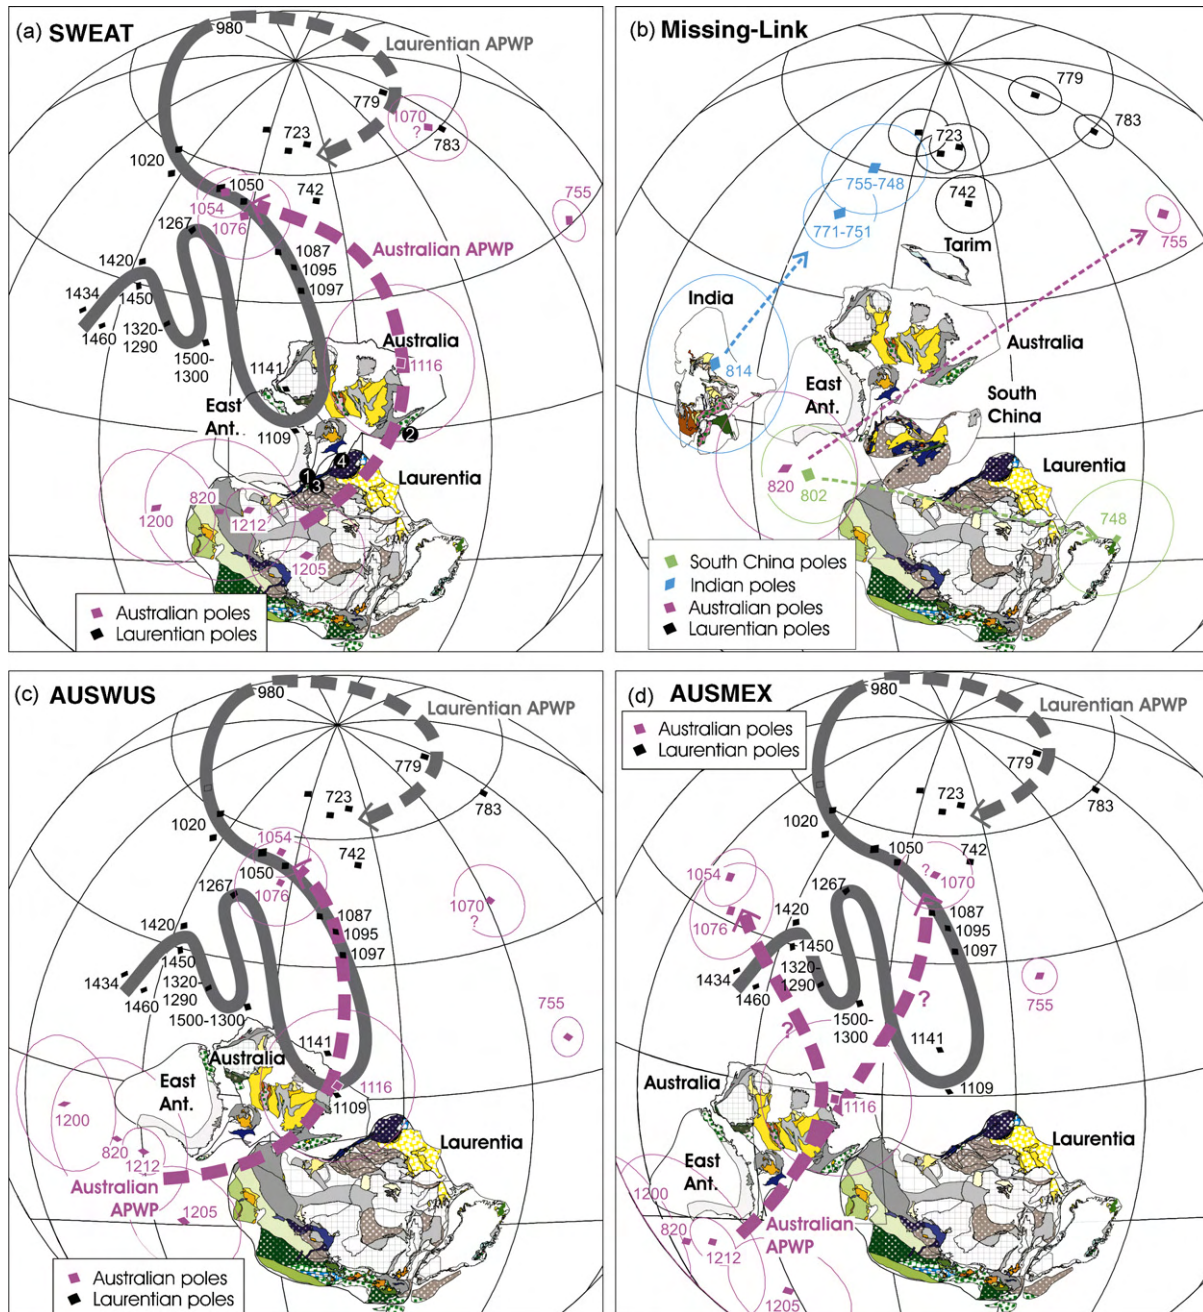 (a) SWEAT
980
Laurentian APWP
779
1070
?
783
723
1020
1050
1054
742
755
1267
1076
Australian APWP
1087
1420
1095
1434
1450
1097
1460
1320-
1290
1500-
1300
Australia
1116
1141
East
Ant.
1109
2
4
Laurentia
1
3
820
1200
1212
1205
Australian poles
Laurentian poles
(b) Missing-Link
779
723
783
755-748
742
755
771-751
Tarim
India
Australia
814
East
Ant.
South
China
Laurentia
820
802
748
South China poles
Indian poles
Australian poles
Laurentian poles
(c) AUSWUS
980
Laurentian APWP
779
723
783
1020
1054
1050
742
1267
1076
1070
?
1420
1087
1095
1450
1097
1434
1320-
1290
1460
755
1500-1300
Australia
1141
East
Ant.
1116
1200
1109
820
Laurentia
1212
Australian
APWP
1205
Australian poles
Laurentian poles
(d) AUSMEX
980
Laurentian APWP
Australian poles
Laurentian poles
779
723
783
1020
1050
742
?
1054
1070
1267
1076
1420
1087
1095
1450
1097
1434
1320-
1290
1460
755
?
1500-
1300
?
1141
Australia
1109
1116
Laurentia
East
Ant.
1200
820
1212
Australian
APWP
1205